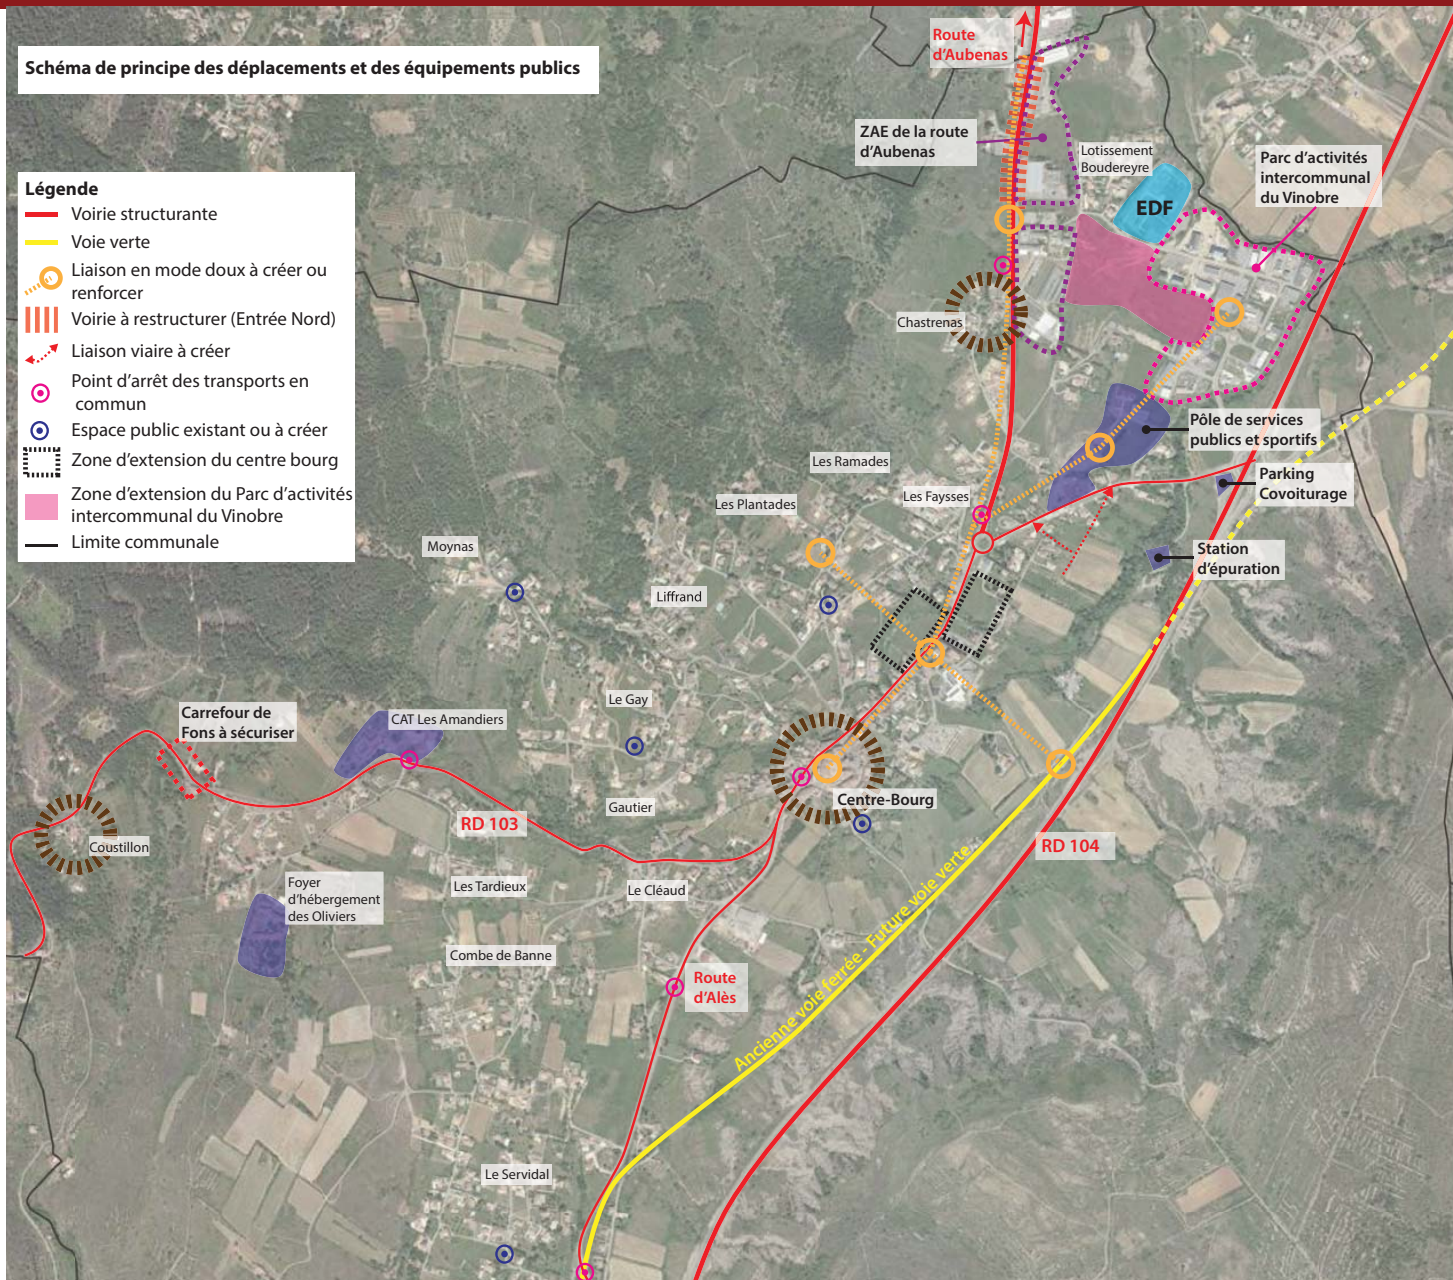 Schéma de principe des déplacements et des équipements publics
Légende
Voirie structurante
Voie verte
Liaison en mode doux à créer ou
renforcer
Voirie à restructurer (Entrée Nord)
Liaison viaire à créer
Point d'arrêt des transports en
commun
Espace public existant ou à créer
Zone d'extension du centre bourg
Zone d'extension du Parc d'activités
intercommunal du Vinobre
Limite communale
Route
d'Aubenas
ZAE de la route
d'Aubenas
Lotissement
Boudereyre
EDF
Parc d'activités
intercommunal
du Vinobre
Chastrenas
Pôle de services
publics et sportifs
Les Ramades
Les Plantades
Les Faysses
Parking
Covoiturage
Station
d'épuration
Moynas
Liffrand
Le Gay
Carrefour de
Fons à sécuriser
CAT Les Amandiers
Gautier
Centre-Bourg
RD 103
RD 104
Coustillon
Foyer
d'hébergement
des Oliviers
Les Tardieux
Le Cléaud
Combe de Banne
Route
d'Alès
Ancienne voie ferrée - Future voie verte
Le Servidal